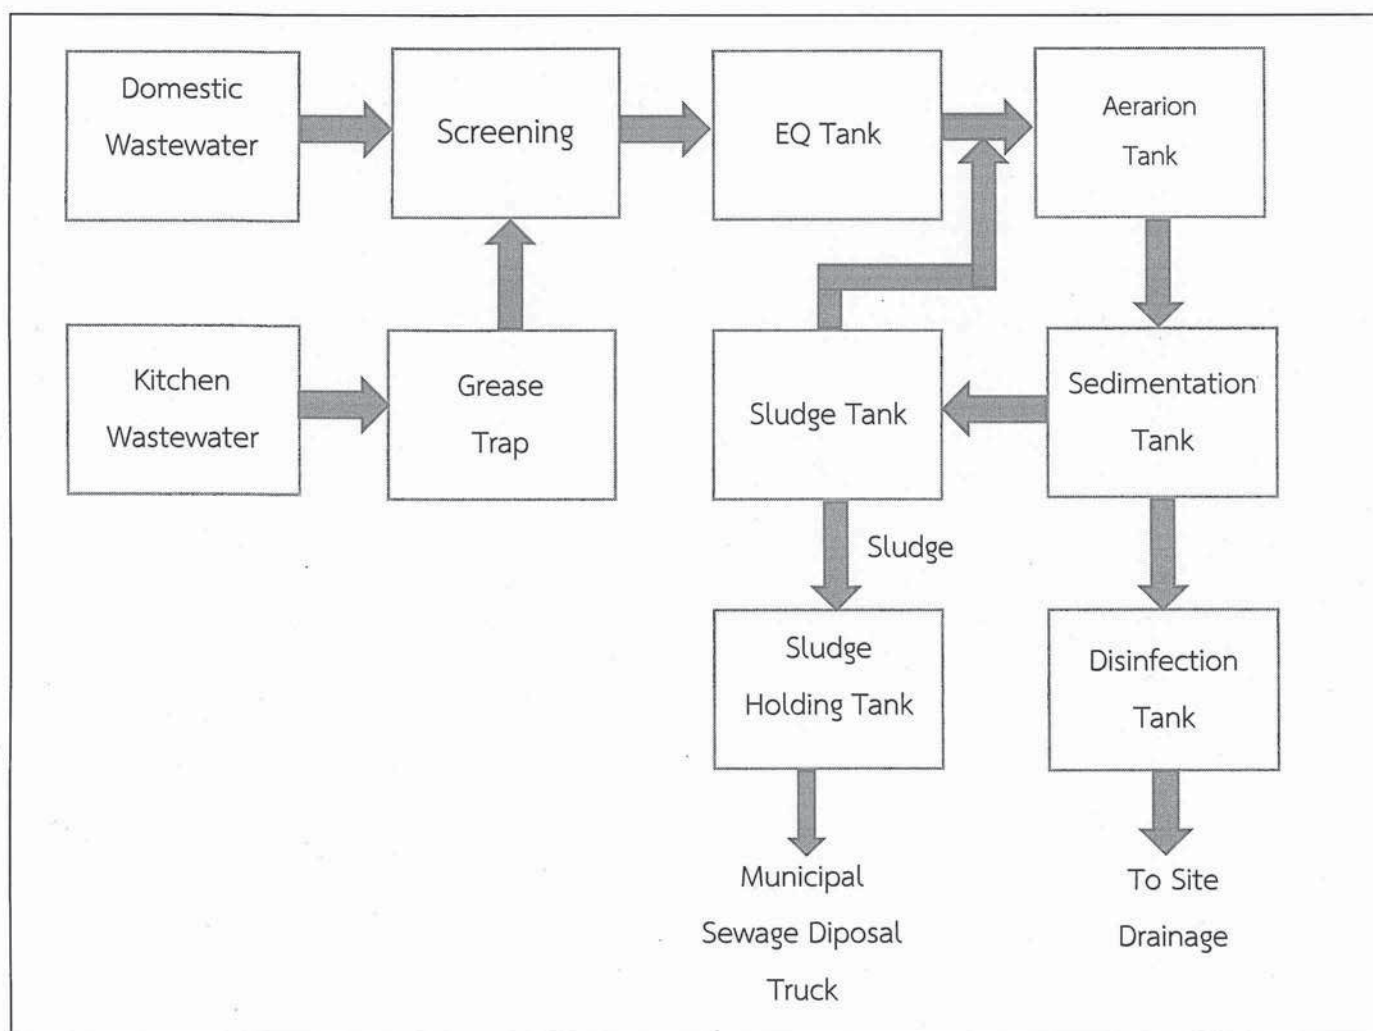 Domestic
Wastewater
Screening
EQ Tank
Aerarion
Tank
Kitchen
Wastewater
Grease
Trap
Sludge Tank
Sedimentation
Tank
Sludge
Sludge
Holding Tank
Disinfection
Tank
Municipal
Sewage Diposal
Truck
To Site
Drainage